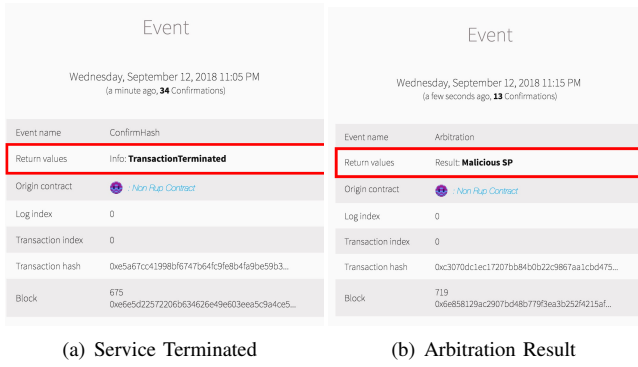 Event
Wednesday, September 12, 2018 11:05 PM
(a minute ago, 34 Confirmations)
Event name ConfirmHash
Return values Info: TransactionTerminated
Origin contract : Non Rup Contract
Log index 0
Transaction index 0
Transaction hash 0xe5a67cc41998bf6747b64fc9fe8b4fa9be59b3...
Block 675
0xe6e5d22572206b634626e49e603eea5c9a4ce5...
(a) Service Terminated
Event
Wednesday, September 12, 2018 11:15 PM
(a few seconds ago, 13 Confirmations)
Event name Arbitration
Return values Result: Malicious SP
Origin contract : Non Rup Contract
Log index 0
Transaction index 0
Transaction hash 0xc3070dc1ec17207bb84b0b22c9867aa1cbd475...
Block 719
0x6e858129ac2907bd48b779f3ea3b252f4215af...
(b) Arbitration Result